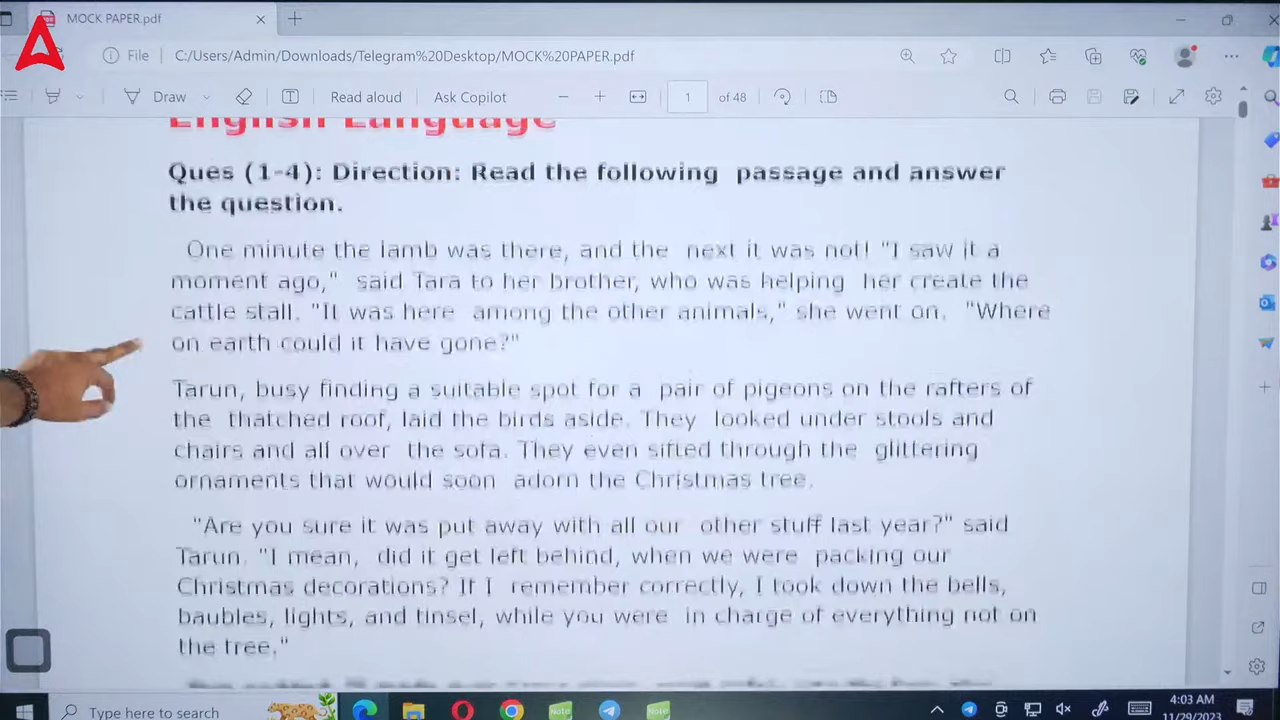 MOCK PAPER.pdf
File C:/Users/Admin/Downloads/Telegram%20Desktop/MOCK%20PAPER.pdf
Draw Read aloud Ask Copilot 1 of 48
English Language
Ques (1-4): Direction: Read the following passage and answer
the question.
One minute the lamb was there, and the next it was not! "I saw it a
moment ago," said Tara to her brother, who was helping her create the
cattle stall. "It was here among the other animals," she went on. "Where
on earth could it have gone?"
Tarun, busy finding a suitable spot for a pair of pigeons on the rafters of
the thatched roof, laid the birds aside. They looked under stools and
chairs and all over the sofa. They even sifted through the glittering
ornaments that would soon adorn the Christmas tree.
"Are you sure it was put away with all our other stuff last year?" said
Tarun. "I mean, did it get left behind, when we were packing our
Christmas decorations? If I remember correctly, I took down the bells,
baubles, lights, and tinsel, while you were in charge of everything not on
the tree."
Type here to search
Note
Note
4:03 AM
11/29/2023